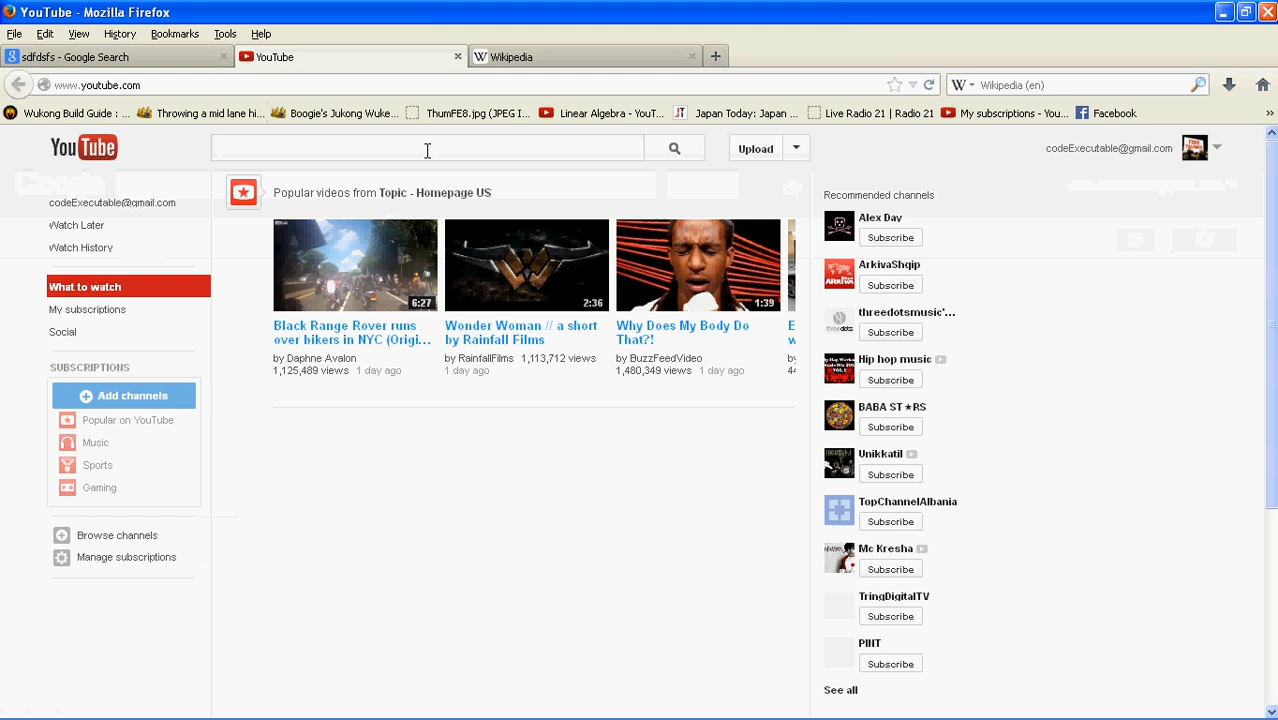 YouTube - Mozilla Firefox
File Edit View History Bookmarks Tools Help
sdfdsfs - Google Search
YouTube
Wikipedia
www.youtube.com
Wikipedia (en)
Wukong Build Guide : ...
Throwing a mid lane hi...
Boogie's Jukong Wuke...
ThumFE8.jpg (JPEG I...
Linear Algebra - YouT...
Japan Today: Japan ...
Live Radio 21 | Radio 21
My subscriptions - You...
Facebook
YouTube
Upload
codeExecutable@gmail.com
codeExecutable@gmail.com
Watch Later
Watch History
What to watch
My subscriptions
Social
SUBSCRIPTIONS
Add channels
Popular on YouTube
Music
Sports
Gaming
Browse channels
Manage subscriptions
Popular videos from Topic - Homepage US
6:27
Black Range Rover runs
over bikers in NYC (Origi...
by Daphne Avalon
1,125,489 views 1 day ago
2:36
Wonder Woman // a short
by Rainfall Films
by RainfallFilms 1,113,712 views
1 day ago
1:39
Why Does My Body Do
That?!
by BuzzFeedVideo
1,480,349 views 1 day ago
Recommended channels
Alex Day
Subscribe
ArkivaShqip
Subscribe
threedotsmusic'...
Subscribe
Hip hop music
Subscribe
BABA ST★RS
Subscribe
Unikkatil
Subscribe
TopChannelAlbania
Subscribe
Mc Kresha
Subscribe
TringDigitalTV
Subscribe
PINT
Subscribe
See all